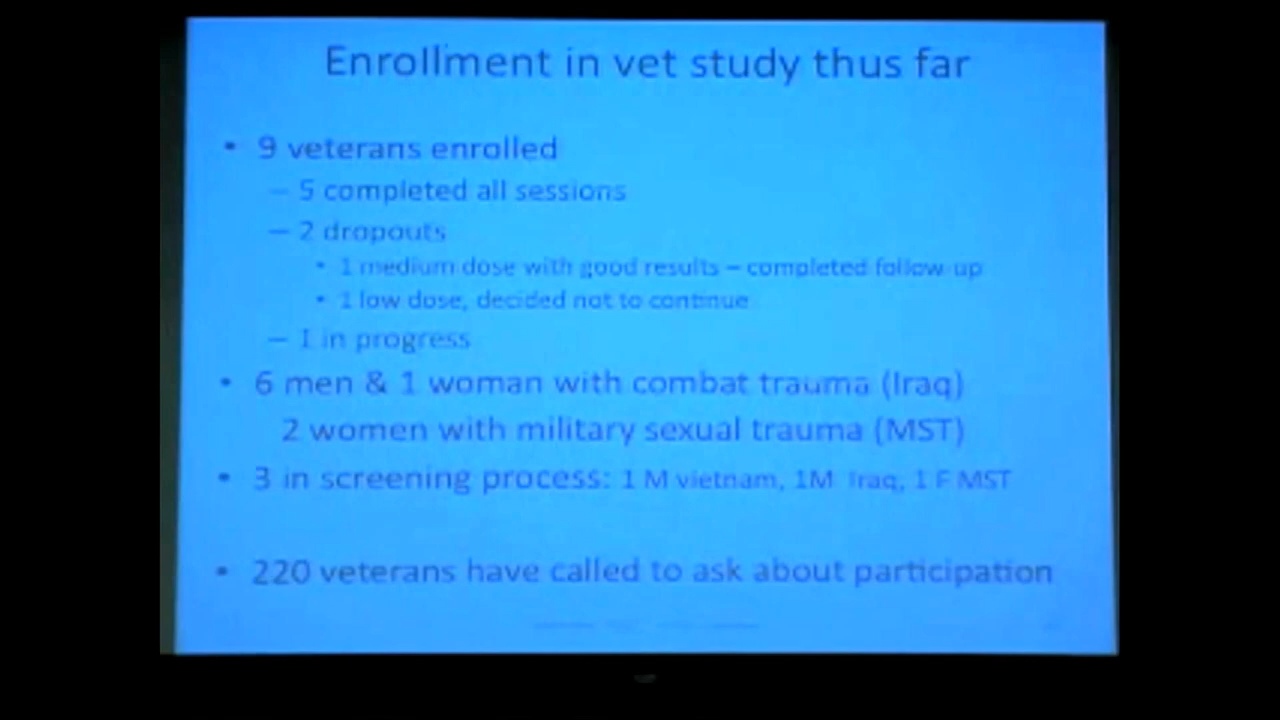 Enrollment in vet study thus far
• 9 veterans enrolled
– 5 completed all sessions
– 2 dropouts
• 1 medium dose with good results – completed follow up
• 1 low dose, decided not to continue
– 1 in progress
• 6 men & 1 woman with combat trauma (Iraq)
2 women with military sexual trauma (MST)
• 3 in screening process: 1 M vietnam, 1M Iraq, 1 F MST
• 220 veterans have called to ask about participation